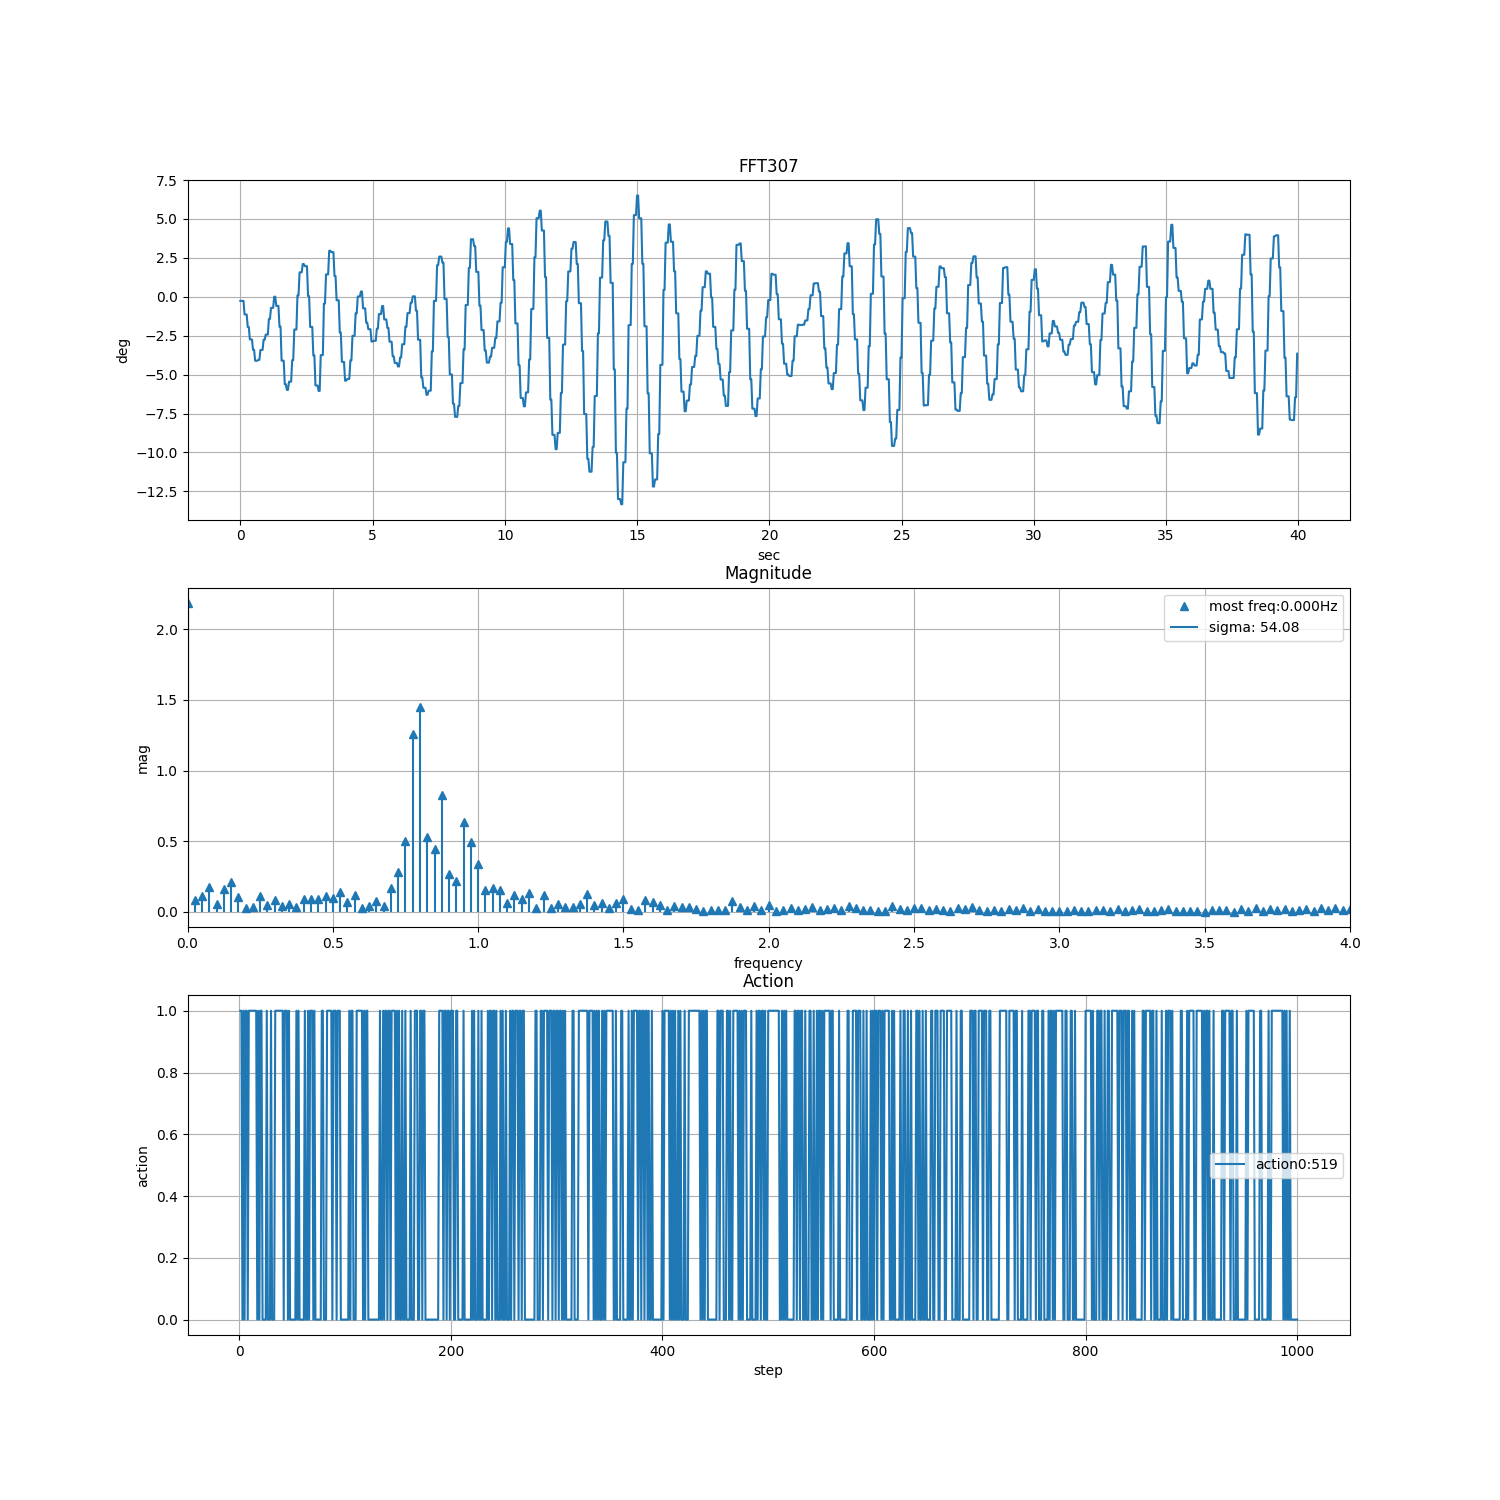 FFT307
7.5
5.0
2.5
0.0
−2.5
−5.0
−7.5
−10.0
−12.5
deg
0 5 10 15 20 25 30 35 40
sec
Magnitude
most freq:0.000Hz
sigma: 54.08
2.0
1.5
1.0
0.5
0.0
mag
0.0 0.5 1.0 1.5 2.0 2.5 3.0 3.5 4.0
frequency
Action
1.0
0.8
0.6
0.4
0.2
0.0
action
action0:519
0 200 400 600 800 1000
step